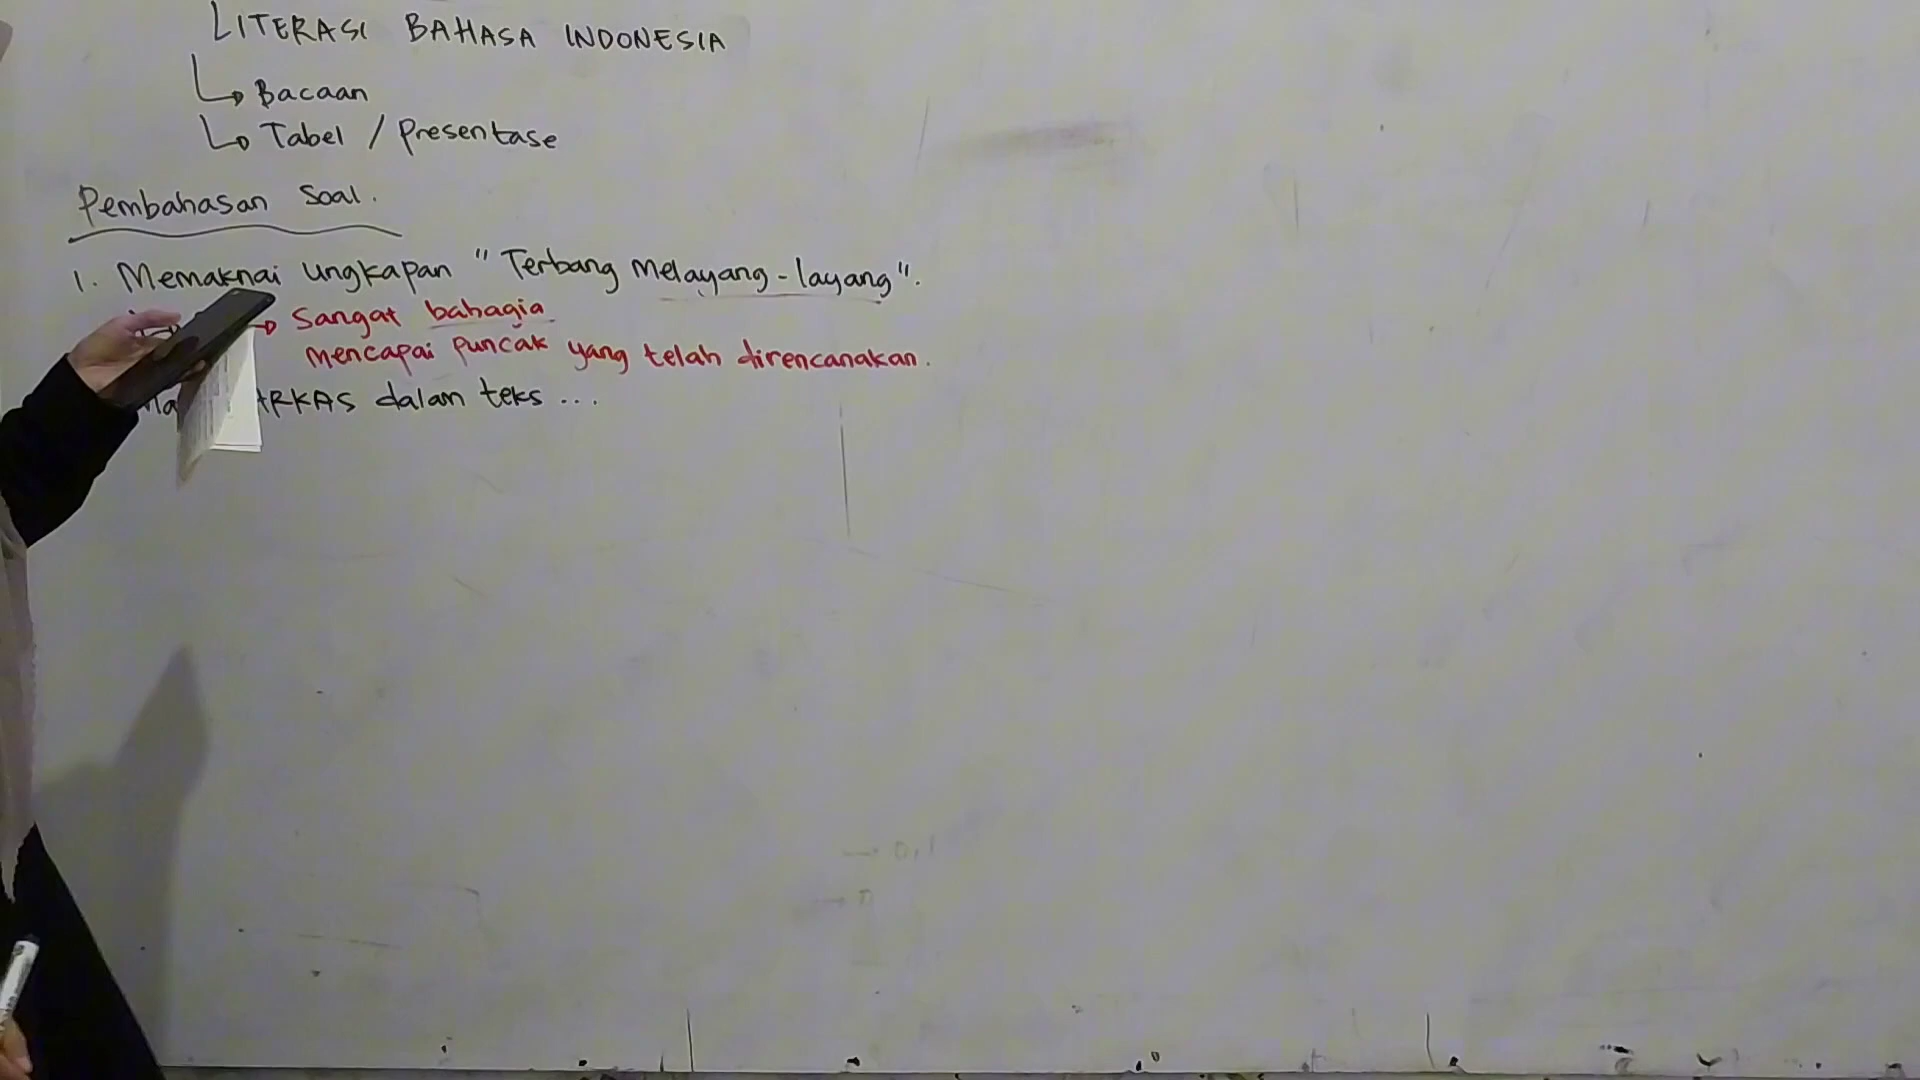 LITERASI BAHASA INDONESIA
Bacaan
Tabel / Presentase
Pembahasan Soal.
1. Memaknai ungkapan "Terbang Melayang-layang".
Sangat bahagia
mencapai puncak yang telah direncanakan.
dalam teks ...